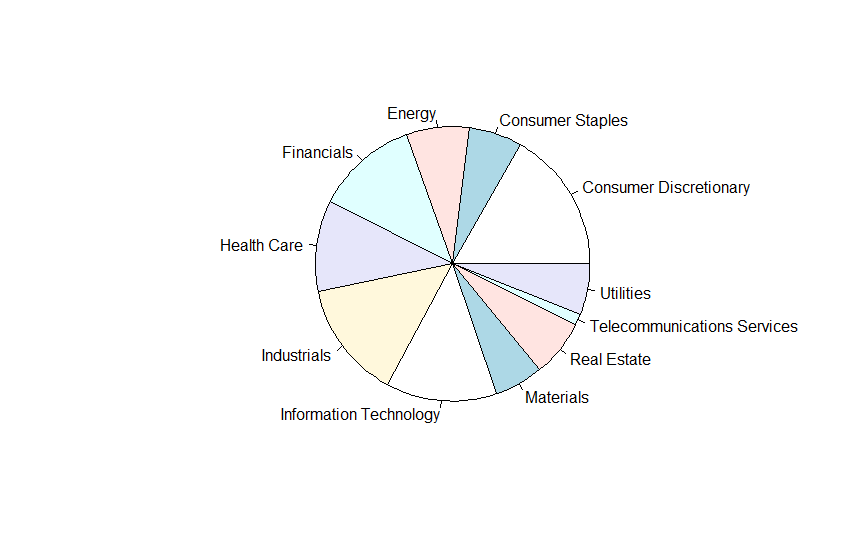 Energy
Consumer Staples
Financials
Consumer Discretionary
Health Care
Utilities
Telecommunications Services
Industrials
Real Estate
Materials
Information Technology